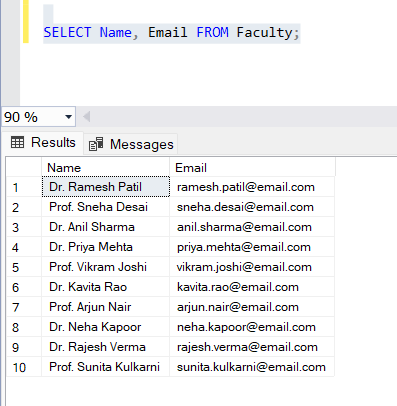 SELECT Name, Email FROM Faculty;
90 %
Results Messages
Name Email
1 Dr. Ramesh Patil ramesh.patil@email.com
2 Prof. Sneha Desai sneha.desai@email.com
3 Dr. Anil Sharma anil.sharma@email.com
4 Dr. Priya Mehta priya.mehta@email.com
5 Prof. Vikram Joshi vikram.joshi@email.com
6 Dr. Kavita Rao kavita.rao@email.com
7 Prof. Arjun Nair arjun.nair@email.com
8 Dr. Neha Kapoor neha.kapoor@email.com
9 Dr. Rajesh Verma rajesh.verma@email.com
10 Prof. Sunita Kulkarni sunita.kulkarni@email.com